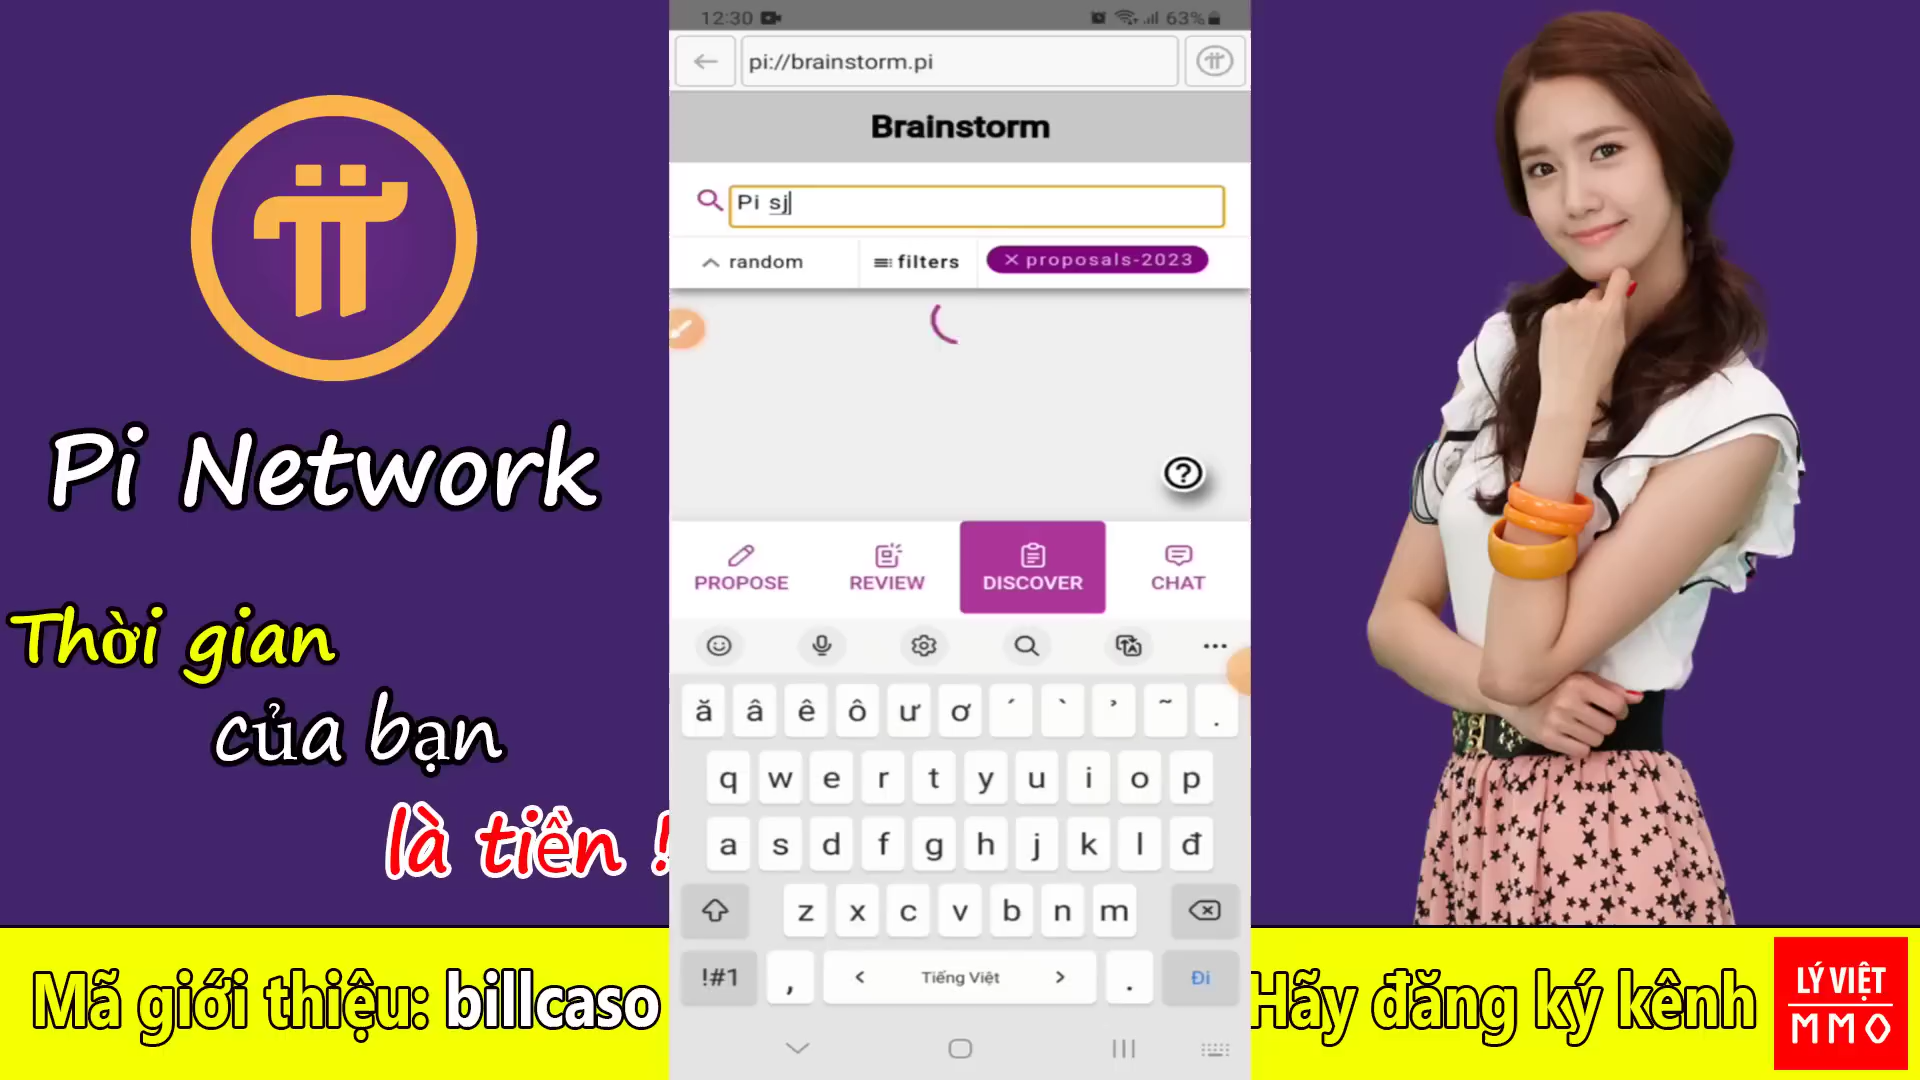 Pi Network
Thời gian
của bạn
là tiền !
Mã giới thiệu: billcaso
12:30
63%
pi://brainstorm.pi
Brainstorm
Pi sj
random
filters
proposals-2023
PROPOSE
REVIEW
DISCOVER
CHAT
ă â ê ô ư ơ ´ ` ̉ ~ .
q w e r t y u i o p
a s d f g h j k l đ
z x c v b n m
!#1 , < Tiếng Việt > . Đi
Hãy đăng ký kênh
LÝ VIỆT
MMO